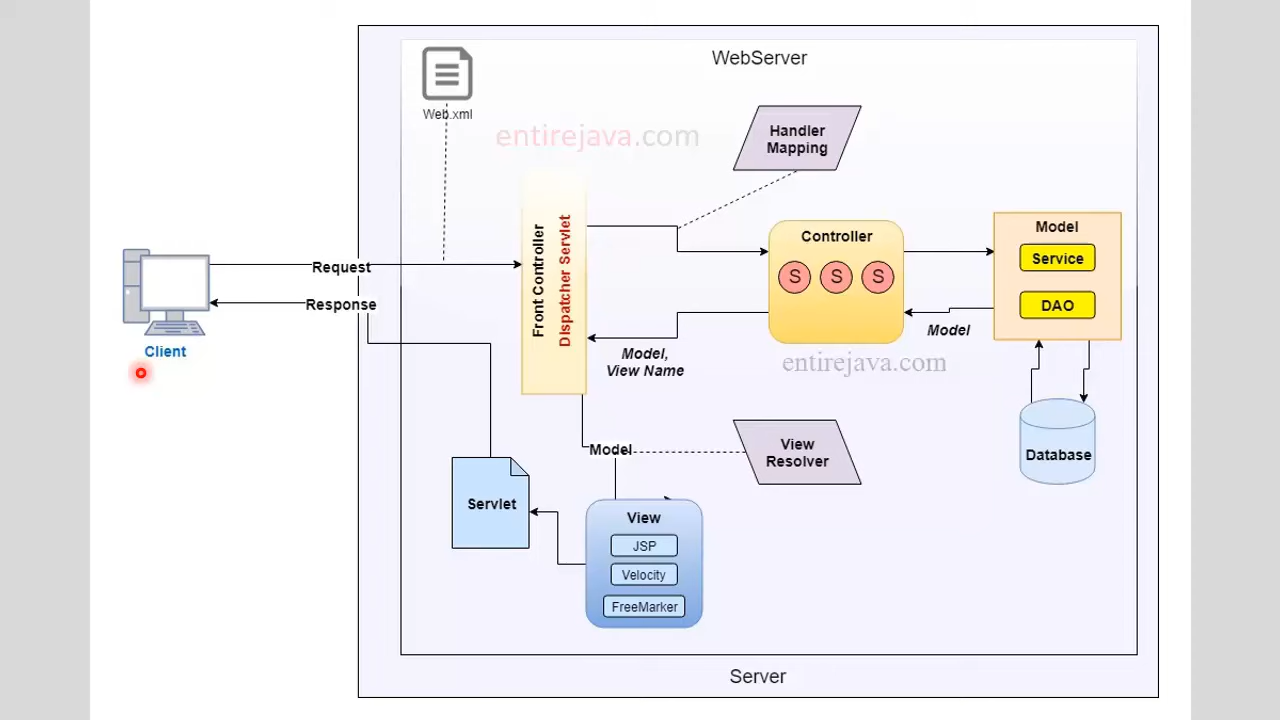 WebServer
Web.xml
entirejava.com
Handler
Mapping
Front Controller
Dispatcher Servlet
Controller
S S S
Model
Service
DAO
Request
Response
Client
Model
Model,
View Name
entirejava.com
Model
View
Resolver
Database
Servlet
View
JSP
Velocity
FreeMarker
Server